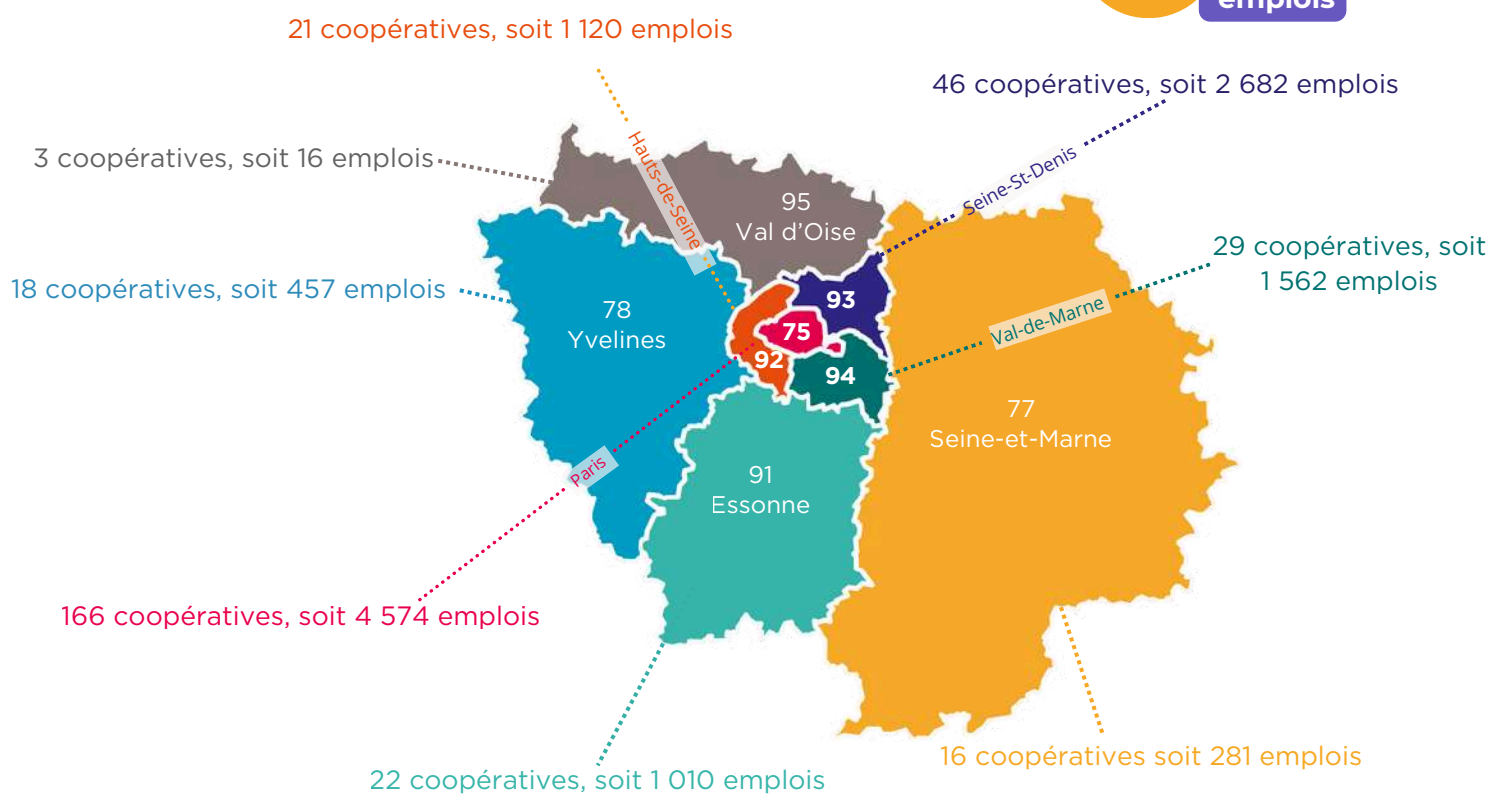 emplois
21 coopératives, soit 1 120 emplois
46 coopératives, soit 2 682 emplois
3 coopératives, soit 16 emplois
Hauts-de-Seine
Seine-St-Denis
95
Val d'Oise
29 coopératives, soit
1 562 emplois
18 coopératives, soit 457 emplois
78
Yvelines
93
75
92
94
Val-de-Marne
77
Seine-et-Marne
Paris
91
Essonne
166 coopératives, soit 4 574 emplois
16 coopératives soit 281 emplois
22 coopératives, soit 1 010 emplois